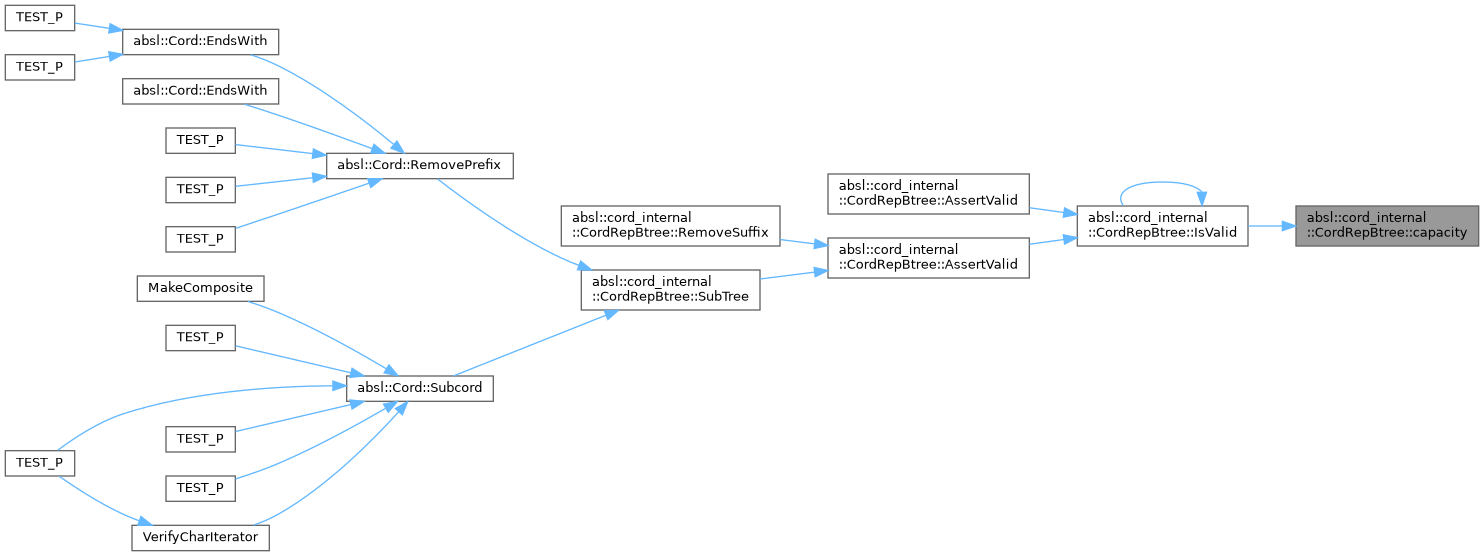 TEST_P
absl::Cord::EndsWith
TEST_P
absl::Cord::EndsWith
TEST_P
absl::Cord::RemovePrefix
TEST_P
TEST_P
absl::cord_internal
::CordRepBtree::AssertValid
absl::cord_internal
::CordRepBtree::RemoveSuffix
absl::cord_internal
::CordRepBtree::IsValid
absl::cord_internal
::CordRepBtree::capacity
absl::cord_internal
::CordRepBtree::AssertValid
absl::cord_internal
::CordRepBtree::SubTree
MakeComposite
TEST_P
absl::Cord::Subcord
TEST_P
TEST_P
TEST_P
VerifyCharIterator